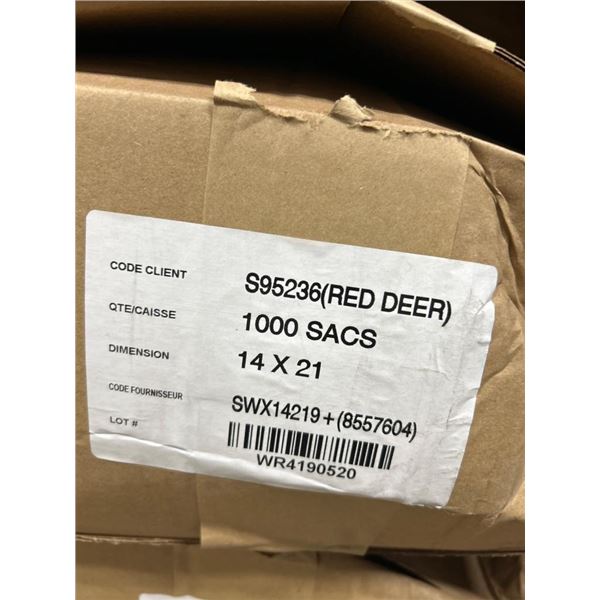 CODE CLIENT S95236(RED DEER)
QTE/CAISSE 1000 SACS
DIMENSION 14 X 21
CODE FOURNISSEUR SWX14219+(8557604)
LOT #
WR4190520